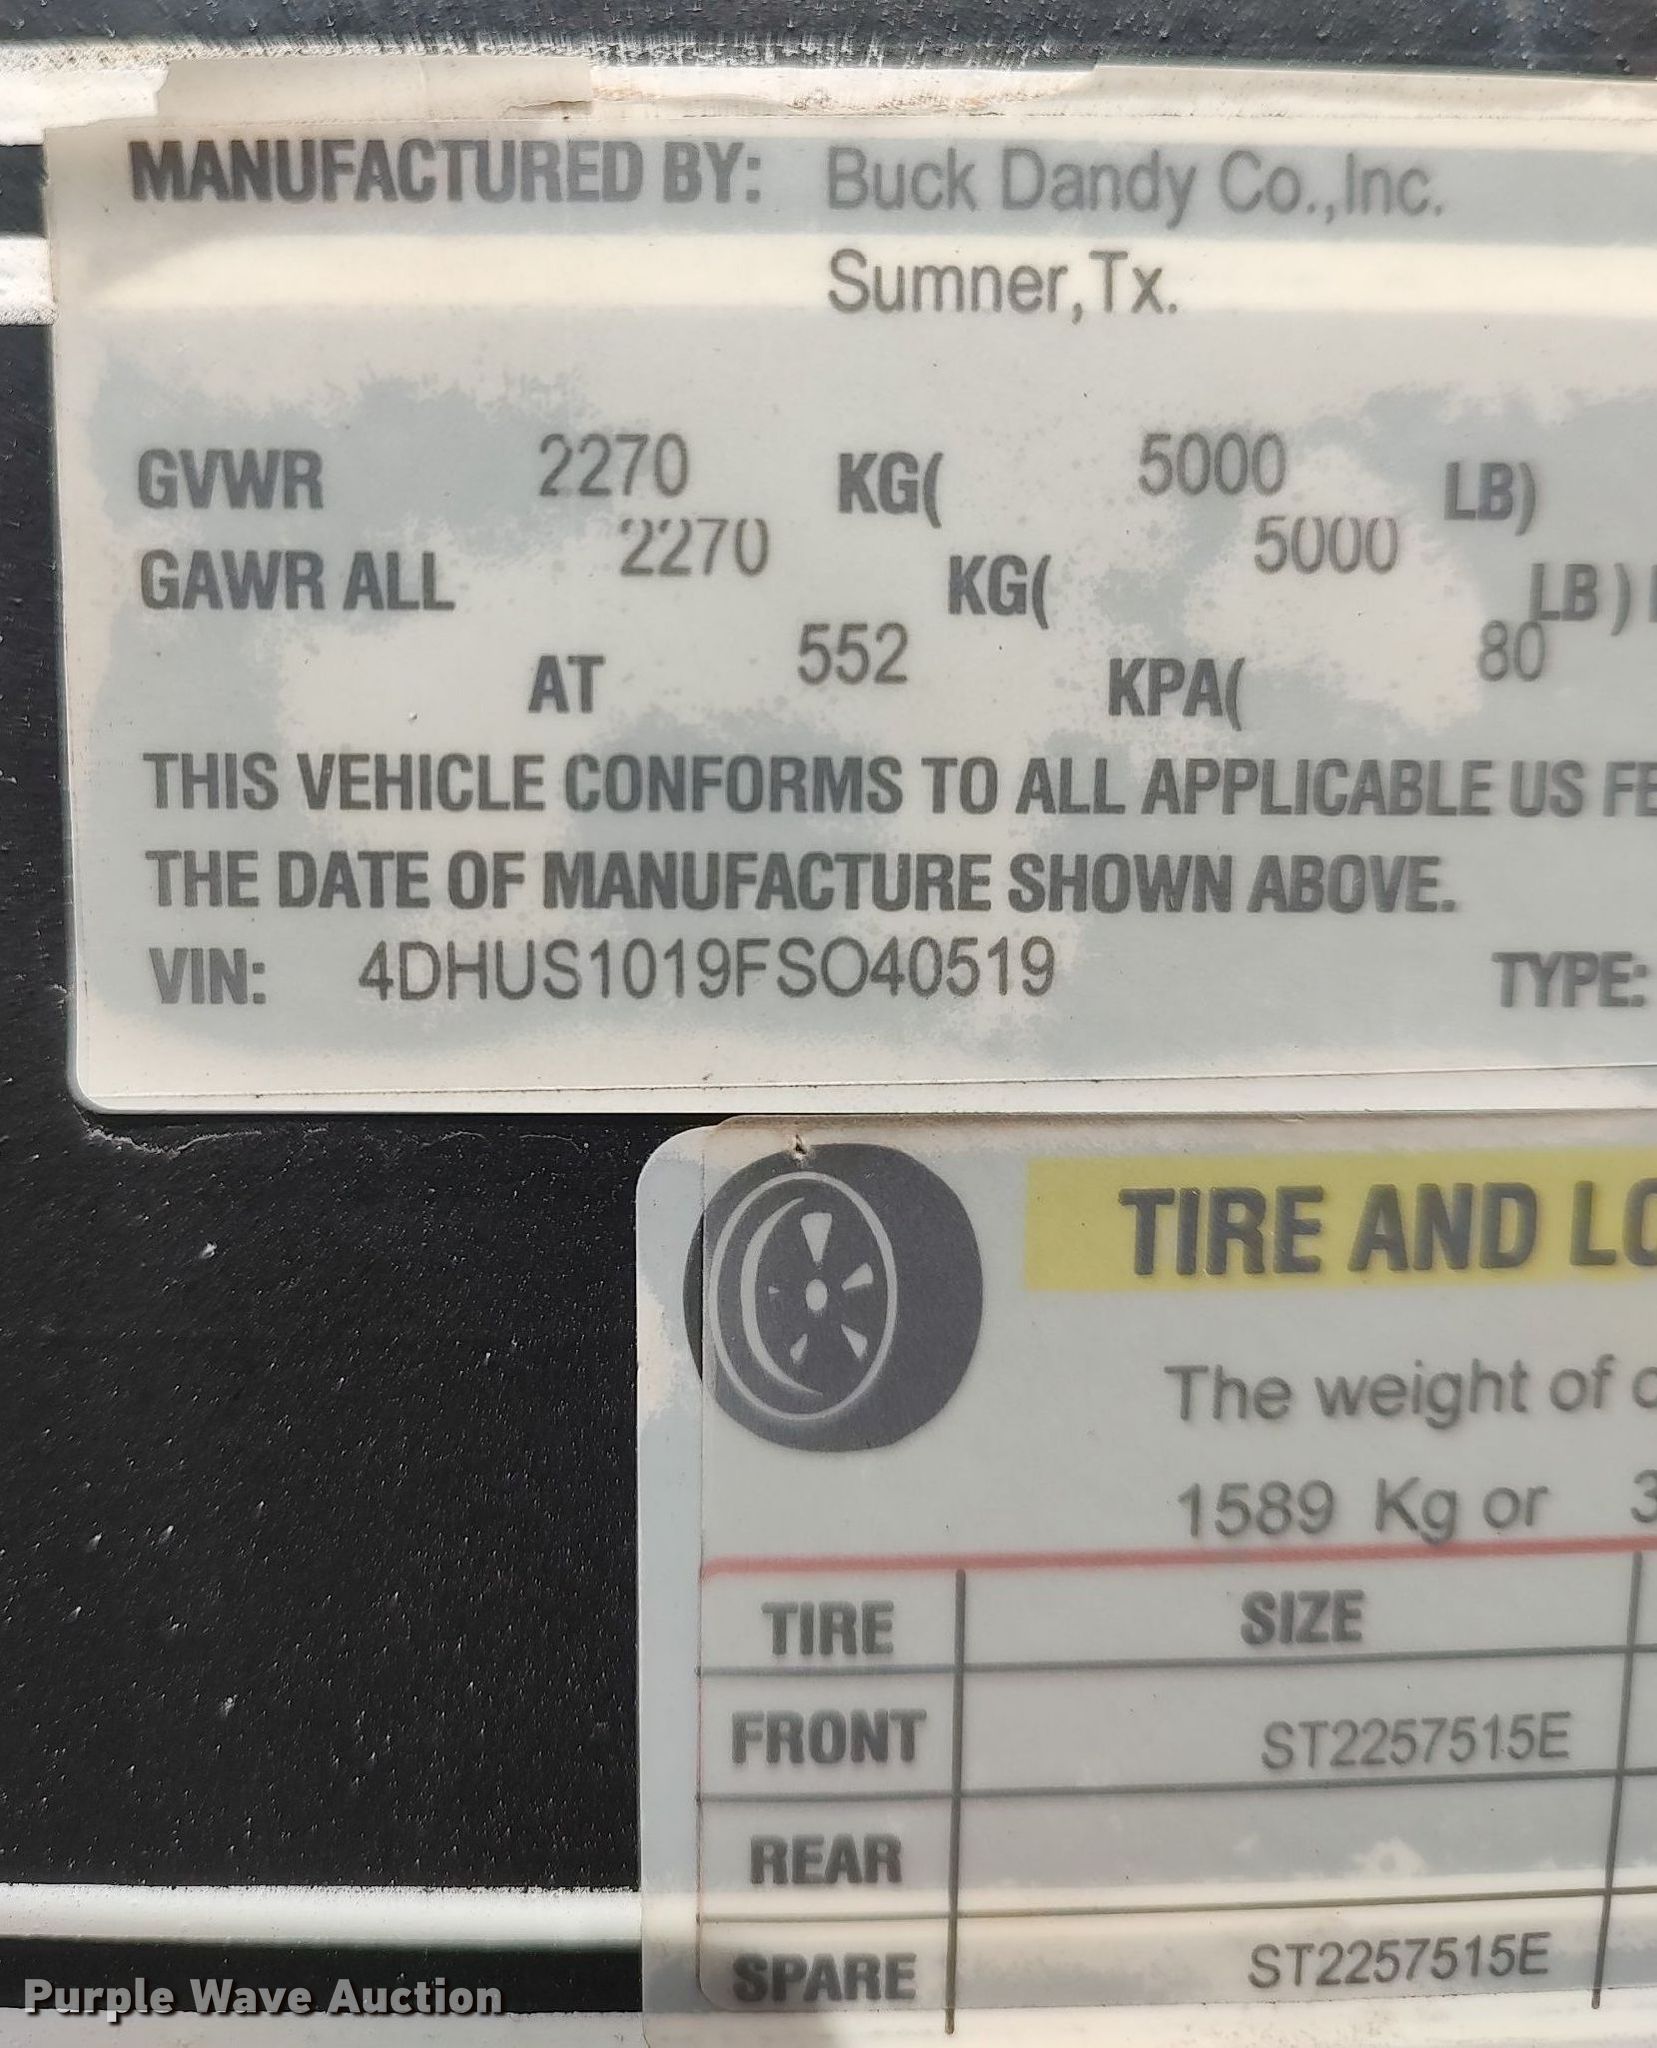 MANUFACTURED BY: Buck Dandy Co.,Inc.
Sumner,Tx.
GVWR 2270 KG( 5000 LB)
GAWR ALL 2270 KG( 5000 LB)
AT 552 KPA( 80
THIS VEHICLE CONFORMS TO ALL APPLICABLE US FE
THE DATE OF MANUFACTURE SHOWN ABOVE.
VIN: 4DHUS1019FSO40519 TYPE:
TIRE AND LO
The weight of c
1589 Kg or 3
TIRE SIZE
FRONT ST2257515E
REAR
SPARE ST2257515E
Purple Wave Auction